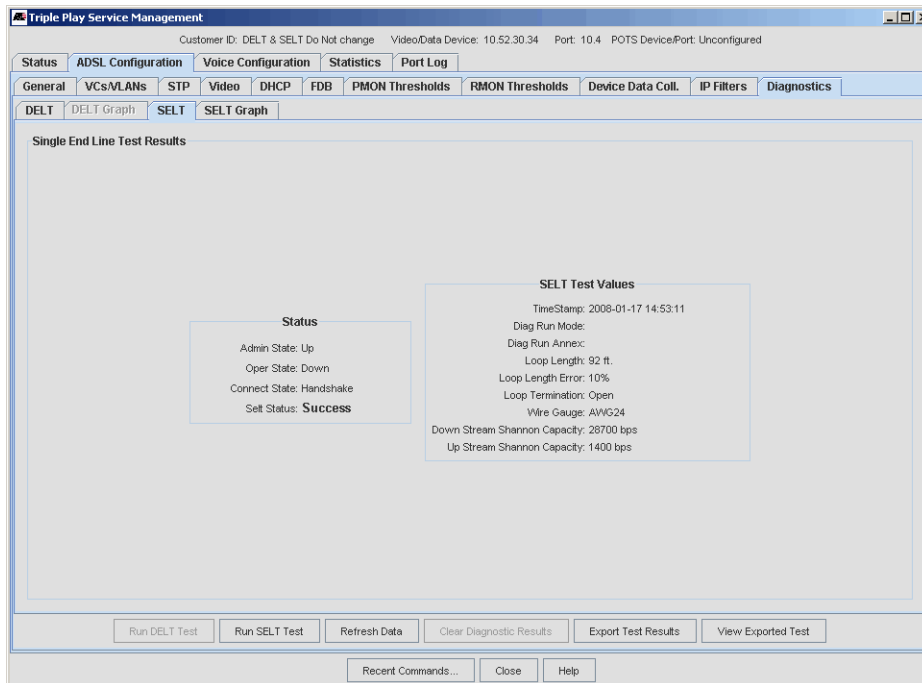 Triple Play Service Management
Customer ID: DELT & SELT Do Not change Video/Data Device: 10.52.30.34 Port: 10.4 POTS Device/Port: Unconfigured
Status ADSL Configuration Voice Configuration Statistics Port Log
General VCs/VLANs STP Video DHCP FDB PMON Thresholds RMON Thresholds Device Data Coll. IP Filters Diagnostics
DELT DELT Graph SELT SELT Graph
Single End Line Test Results
Status
Admin State: Up
Oper State: Down
Connect State: Handshake
Selt Status: Success
SELT Test Values
TimeStamp: 2008-01-17 14:53:11
Diag Run Mode:
Diag Run Annex:
Loop Length: 92 ft.
Loop Length Error: 10%
Loop Termination: Open
Wire Gauge: AWG24
Down Stream Shannon Capacity: 28700 bps
Up Stream Shannon Capacity: 1400 bps
Run DELT Test Run SELT Test Refresh Data Clear Diagnostic Results Export Test Results View Exported Test
Recent Commands... Close Help